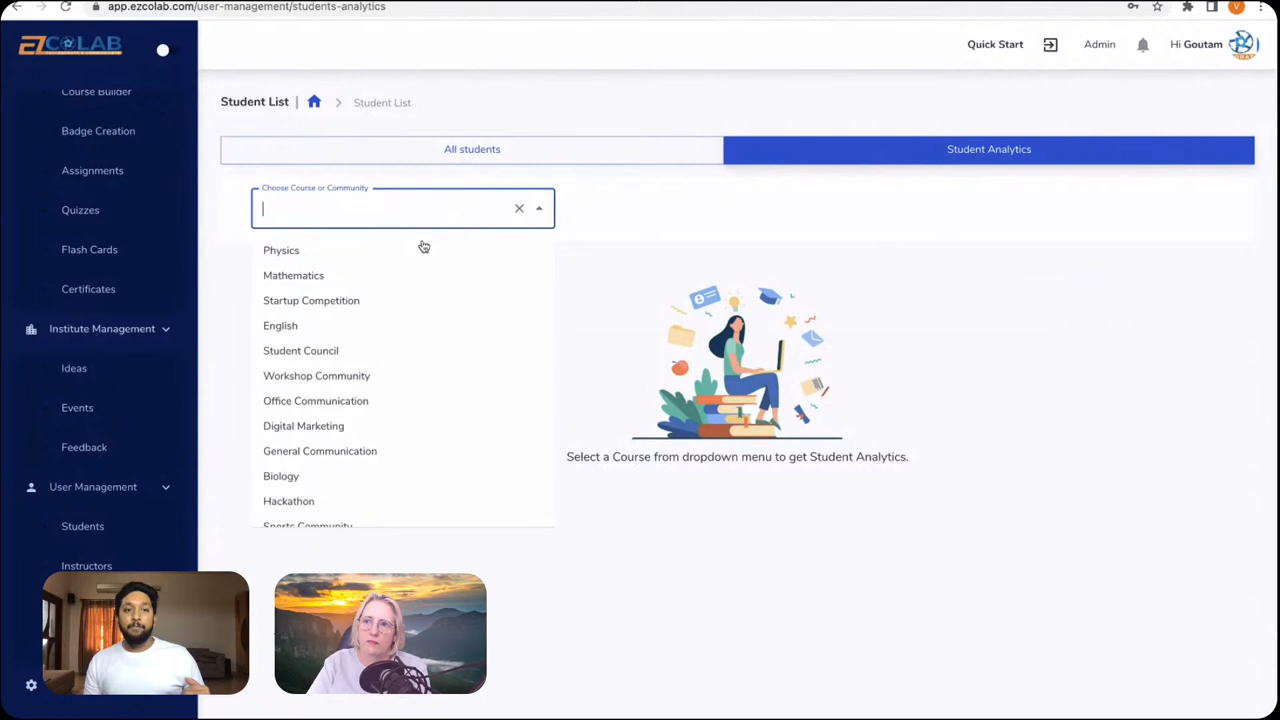 app.ezcolab.com/user-management/students-analytics
EZCOLAB
Quick Start
Admin
Hi Goutam
Course Builder
Badge Creation
Assignments
Quizzes
Flash Cards
Certificates
Institute Management
Ideas
Events
Feedback
User Management
Students
Instructors
Student List | > Student List
All students
Student Analytics
Choose Course or Community
Physics
Mathematics
Startup Competition
English
Student Council
Workshop Community
Office Communication
Digital Marketing
General Communication
Biology
Hackathon
Sports Community
Select a Course from dropdown menu to get Student Analytics.